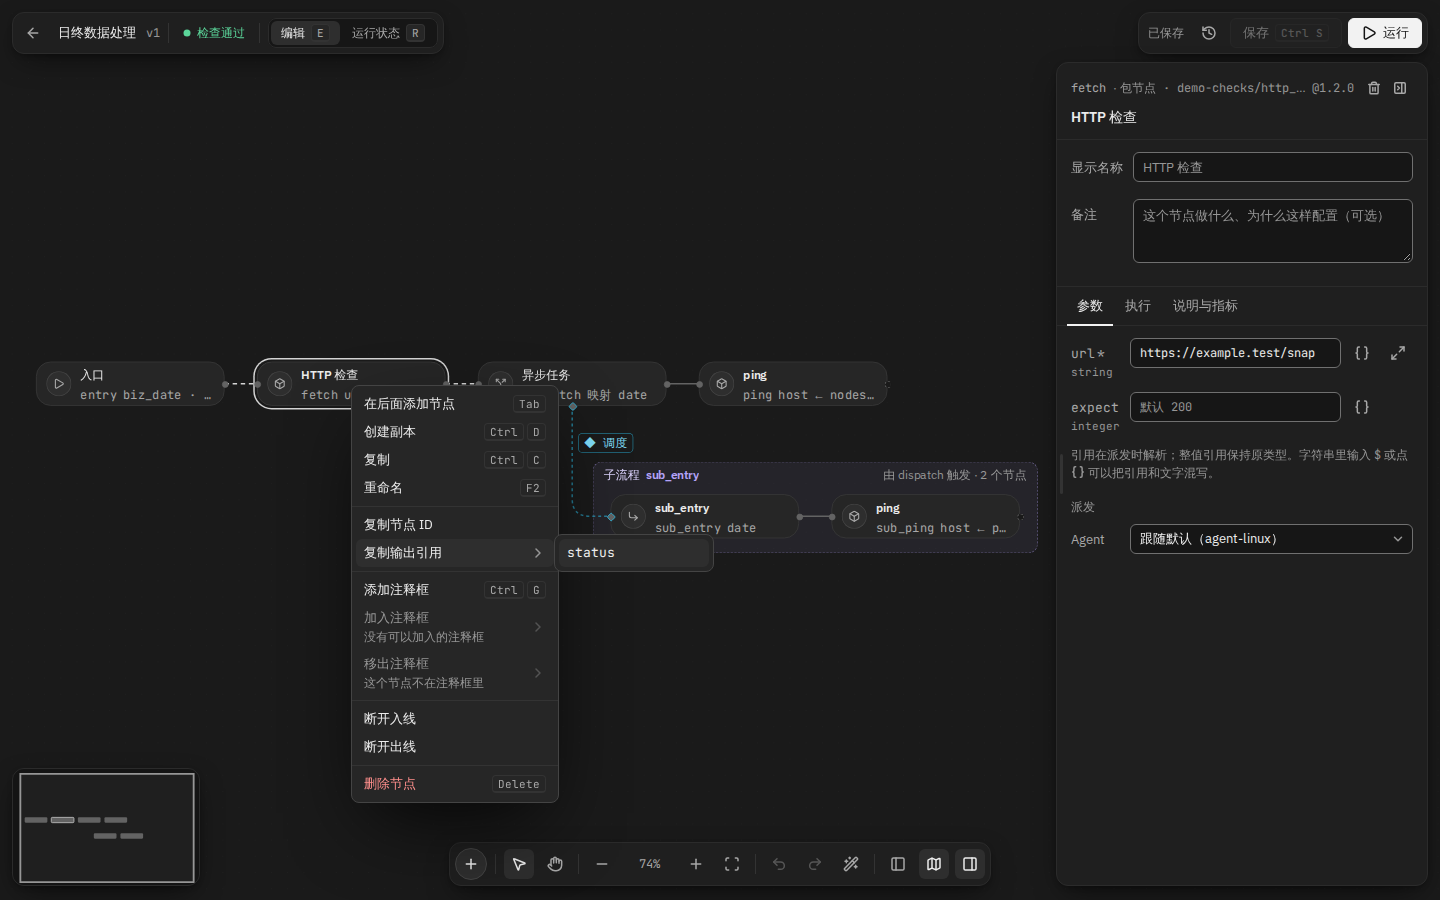 日终数据处理 v1
检查通过
编辑 E
运行状态 R
已保存
保存 Ctrl S
运行
fetch · 包节点 · demo-checks/http_… @1.2.0
HTTP 检查
显示名称
HTTP 检查
备注
这个节点做什么、为什么这样配置（可选）
参数
执行
说明与指标
url*
string
https://example.test/snap
expect
integer
默认 200
引用在派发时解析；整值引用保持原类型。字符串里输入 $ 或点
{} 可以把引用和文字混写。
派发
Agent
跟随默认（agent-linux）
入口
entry biz_date · …
HTTP 检查
fetch u
异步任务
tch 映射 date
ping
ping host ← nodes…
调度
子流程 sub_entry
由 dispatch 触发 · 2 个节点
sub_entry
sub_entry date
ping
sub_ping host ← p…
在后面添加节点 Tab
创建副本 Ctrl D
复制 Ctrl C
重命名 F2
复制节点 ID
复制输出引用
status
添加注释框 Ctrl G
加入注释框
没有可以加入的注释框
移出注释框
这个节点不在注释框里
断开入线
断开出线
删除节点 Delete
74%